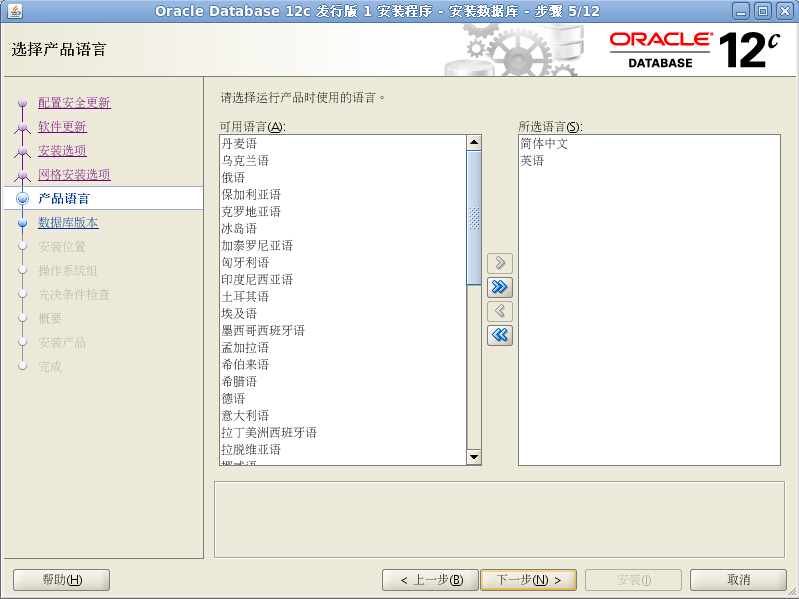 Oracle Database 12c 发行版 1 安装程序 - 安装数据库 - 步骤 5/12
选择产品语言
ORACLE
DATABASE
12c
配置安全更新
软件更新
安装选项
网格安装选项
产品语言
数据库版本
安装位置
操作系统组
先决条件检查
概要
安装产品
完成
请选择运行产品时使用的语言。
可用语言(A):
丹麦语
乌克兰语
俄语
保加利亚语
克罗地亚语
冰岛语
加泰罗尼亚语
匈牙利语
印度尼西亚语
土耳其语
埃及语
墨西哥西班牙语
孟加拉语
希伯来语
希腊语
德语
意大利语
拉丁美洲西班牙语
拉脱维亚语
所选语言(S):
简体中文
英语
帮助(H)
< 上一步(B)
下一步(N) >
安装(I)
取消